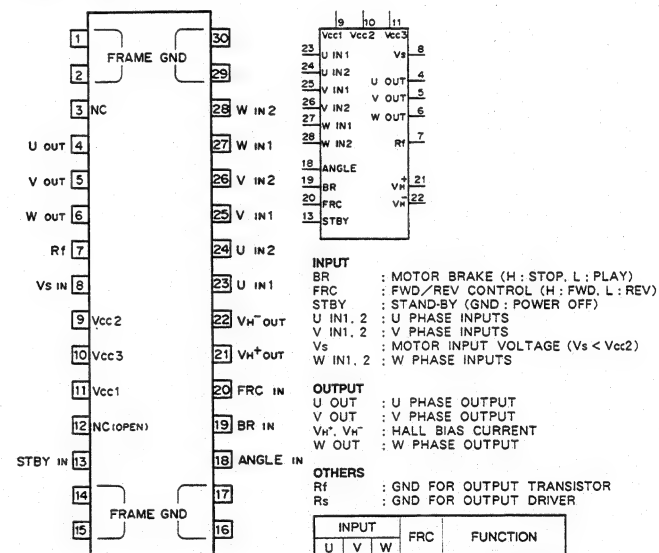 1 30
FRAME GND
2 29
3 NC 28 W IN2
U OUT 4 27 W IN1
V OUT 5 26 V IN2
W OUT 6 25 V IN1
Rf 7 24 U IN2
Vs IN 8 23 U IN1
9 Vcc2 22 VH⁻ OUT
10 Vcc3 21 VH⁺ OUT
11 Vcc1 20 FRC IN
12 NC (OPEN) 19 BR IN
STBY IN 13 18 ANGLE IN
14 17
FRAME GND
15 16
9 10 11
Vcc1 Vcc2 Vcc3
23 U IN1 Vs 8
24 U IN2 U OUT 4
25 V IN1 V OUT 5
26 V IN2 W OUT 6
27 W IN1
28 W IN2 Rf 7
18 ANGLE
19 BR VH⁺ 21
20 FRC VH⁻ 22
13 STBY
INPUT
BR : MOTOR BRAKE (H : STOP, L : PLAY)
FRC : FWD/REV CONTROL (H : FWD, L : REV)
STBY : STAND-BY (GND : POWER OFF)
U IN1, 2 : U PHASE INPUTS
V IN1, 2 : V PHASE INPUTS
Vs : MOTOR INPUT VOLTAGE (Vs < Vcc2)
W IN1, 2 : W PHASE INPUTS
OUTPUT
U OUT : U PHASE OUTPUT
V OUT : V PHASE OUTPUT
VH⁺, VH⁻ : HALL BIAS CURRENT
W OUT : W PHASE OUTPUT
OTHERS
Rf : GND FOR OUTPUT TRANSISTOR
Rs : GND FOR OUTPUT DRIVER
INPUT FRC FUNCTION
U V W